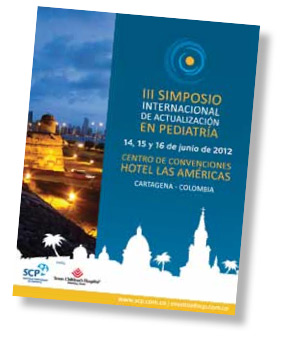 III SIMPOSIO
INTERNACIONAL
DE ACTUALIZACIÓN
EN PEDIATRÍA
14, 15 y 16 de junio de 2012
CENTRO DE CONVENCIONES
HOTEL LAS AMÉRICAS
CARTAGENA - COLOMBIA
SCP
Texas Children's Hospital
www.scp.com.co